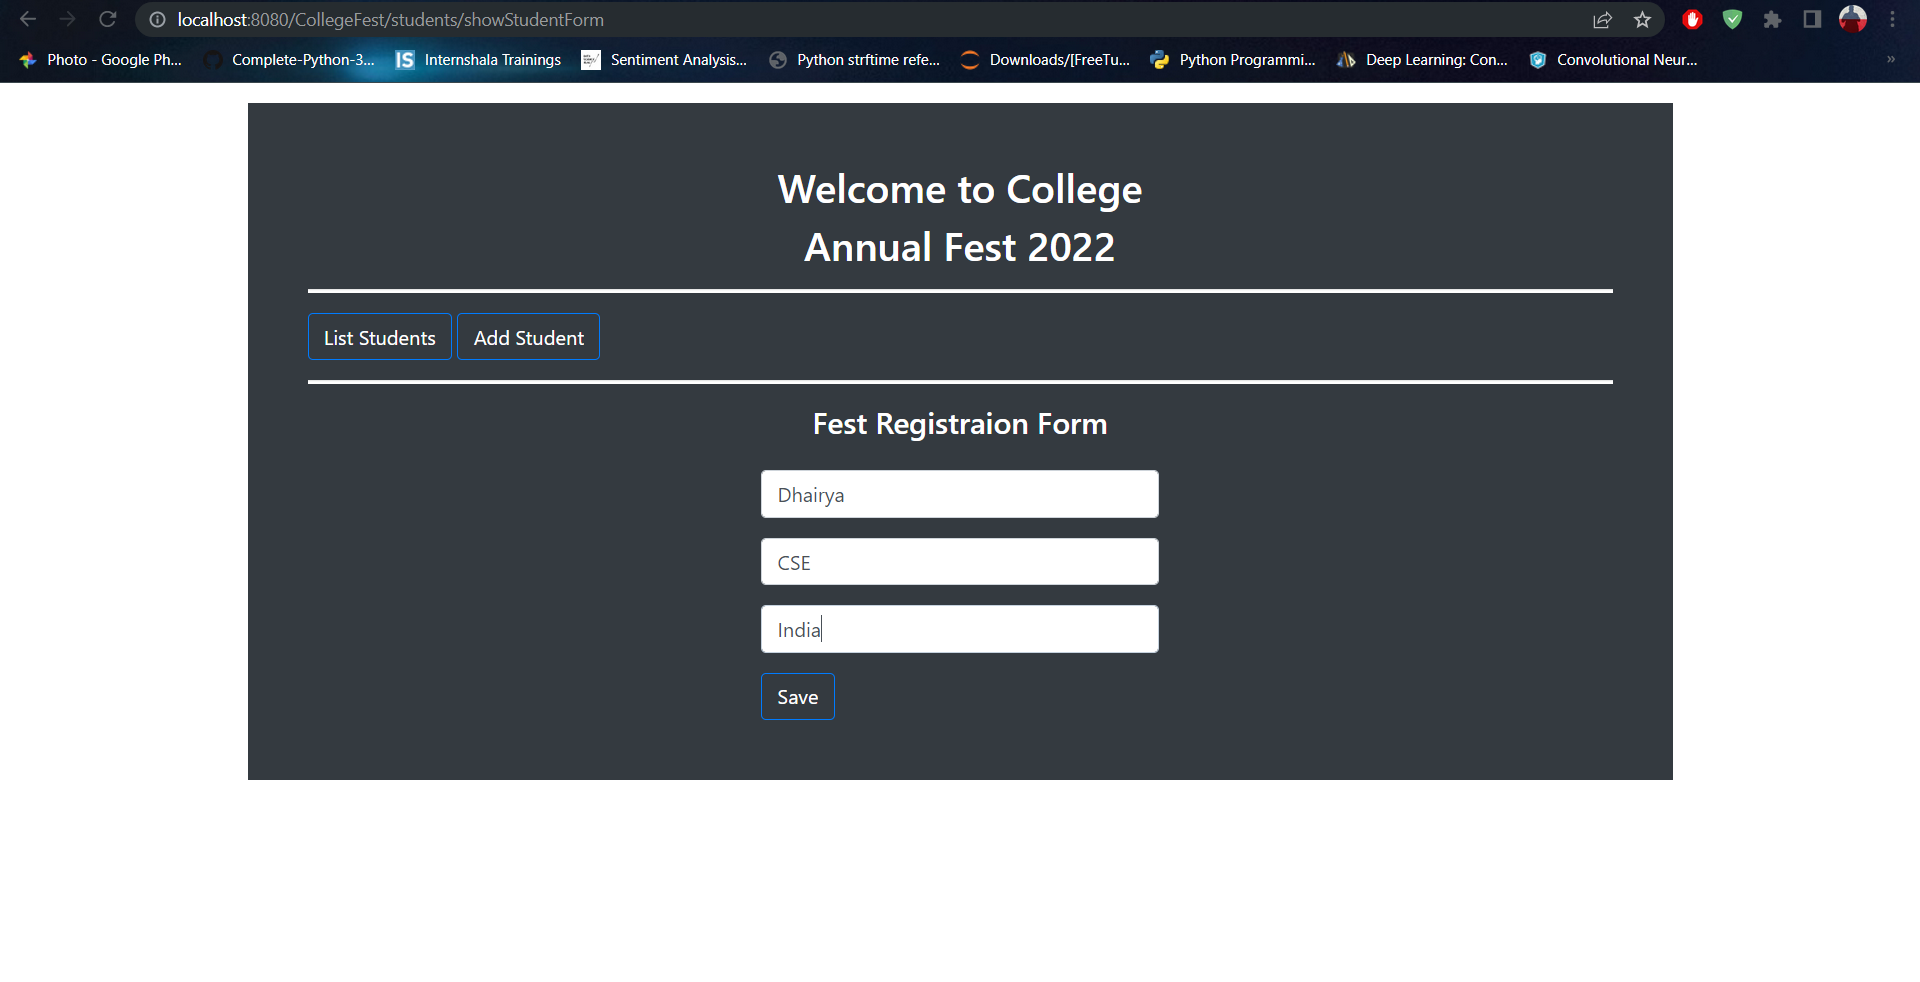 localhost:8080/CollegeFest/students/showStudentForm
Photo - Google Ph... Complete-Python-3... IS Internshala Trainings Sentiment Analysis... Python strftime refe... Downloads/[FreeTu... Python Programmi... Deep Learning: Con... Convolutional Neur... »
Welcome to College
Annual Fest 2022
List Students Add Student
Fest Registraion Form
Dhairya
CSE
India
Save